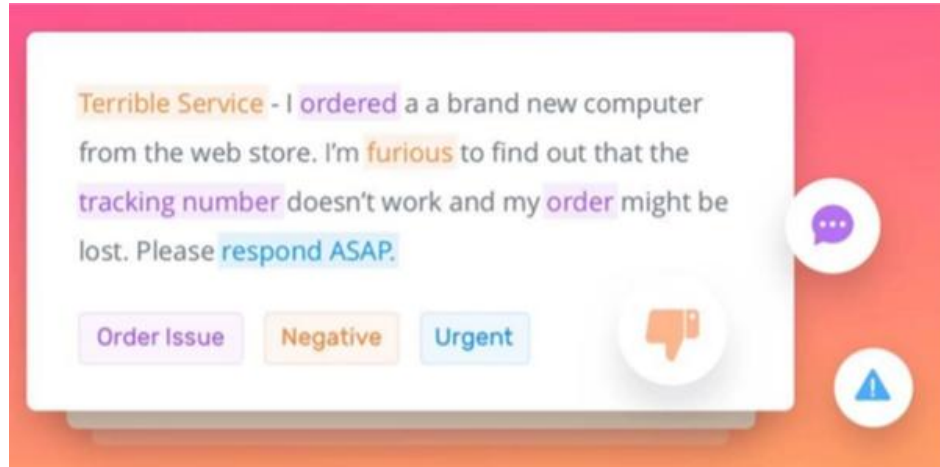 Terrible Service - I ordered a a brand new computer
from the web store. I'm furious to find out that the
tracking number doesn't work and my order might be
lost. Please respond ASAP.
Order Issue Negative Urgent